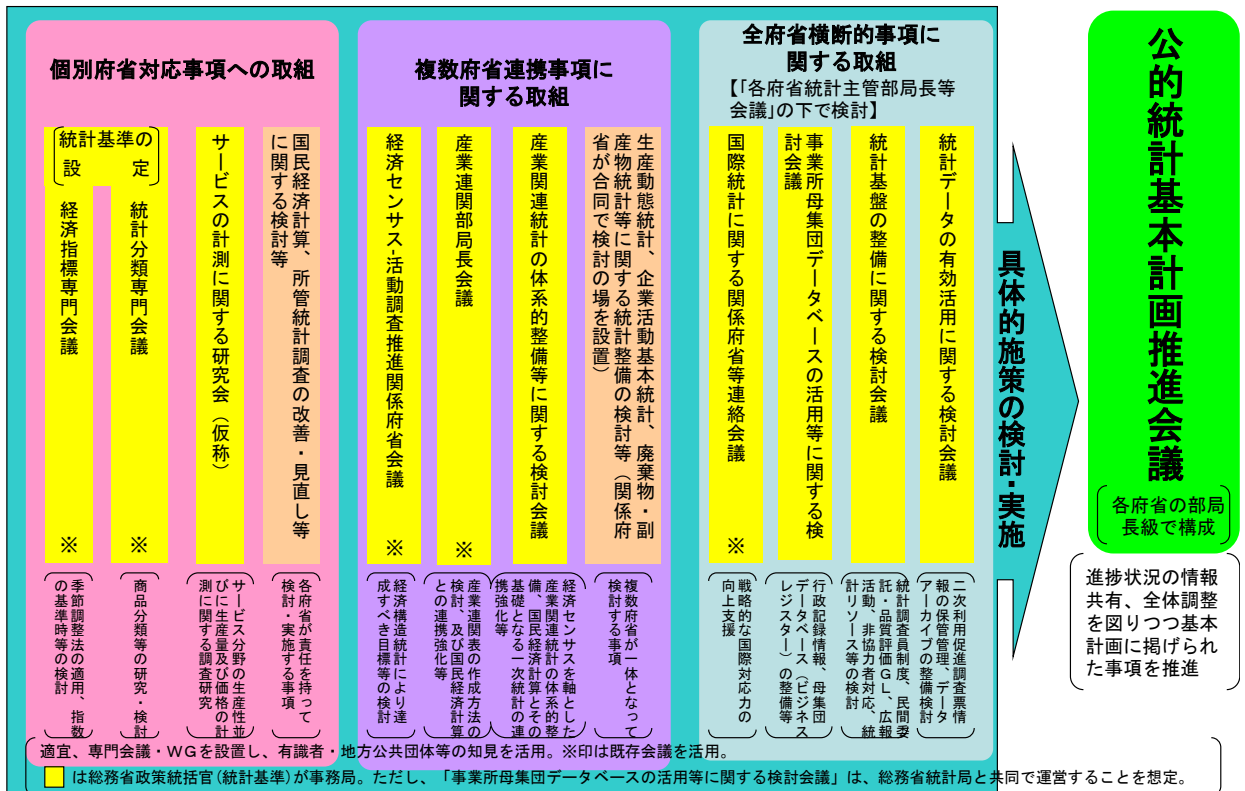 個別府省対応事項への取組
統計基準の
設　定
経済指標専門会議
※
季節調整法の適用、指数
の基準時等の検討
統計分類専門会議
※
商品分類等の研究・検討
サービスの計測に関する研究会（仮称）
サービス分野の生産性並
びに生産量及び価格の計
測に関する調査研究
国民経済計算、所管統計調査の改善・見直し等
に関する検討等
各府省が責任を持って
検討・実施する事項
複数府省連携事項に
関する取組
経済センサス‐活動調査推進関係府省会議
※
経済構造統計により達
成すべき目標等の検討
産業連関部局長会議
※
産業連関表の作成方法の
検討、及び国民経済計算
との連携強化等
産業関連統計の体系的整備等に関する検討会議
経済センサスを軸とした
産業関連統計の体系的整
備、国民経済計算とその
基礎となる一次統計の連
携強化等
生産動態統計、企業活動基本統計、廃棄物・副
産物統計等に関する統計整備の検討等（関係府
省が合同で検討の場を設置）
複数府省が一体となって
検討する事項
全府省横断的事項に
関する取組
【「各府省統計主管部局長等
会議」の下で検討】
国際統計に関する関係府省等連絡会議
※
戦略的な国際対応力の
向上支援
事業所母集団データベースの活用等に関する検
討会議
行政記録情報、母集団
データベース（ビジネス
レジスター）の整備等
統計基盤の整備に関する検討会議
統計調査員制度、民間委
託・品質評価ＧＬ、広報
活動、非協力者対応、統
計リソース等の検討
統計データの有効活用に関する検討会議
二次利用促進調査票情
報の保管管理、データ
アーカイブの整備検討
具体的施策の検討・実施
公的統計基本計画推進会議
各府省の部局
長級で構成
進捗状況の情報
共有、全体調整
を図りつつ基本
計画に掲げられ
た事項を推進
適宜、専門会議・ＷＧを設置し、有識者・地方公共団体等の知見を活用。※印は既存会議を活用。
は総務省政策統括官(統計基準)が事務局。ただし、「事業所母集団データベースの活用等に関する検討会議」は、総務省統計局と共同で運営することを想定。